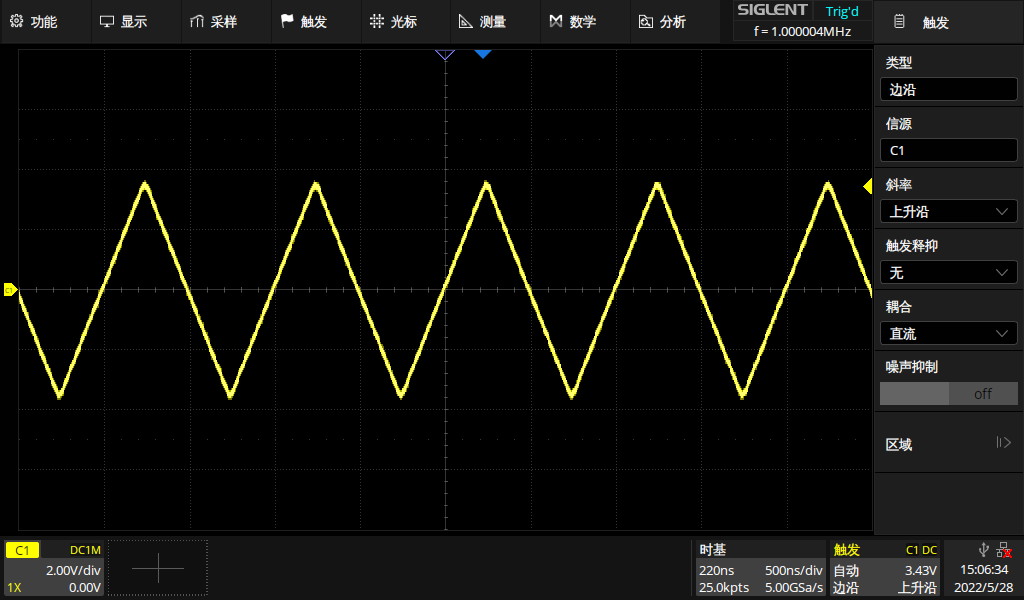 功能 显示 采样 触发 光标 测量 数学 分析
SIGLENT Trig'd
f = 1.000004MHz
触发
类型
边沿
信源
C1
斜率
上升沿
触发释抑
无
耦合
直流
噪声抑制
off
区域
C1
C1 DC1M
2.00V/div
1X 0.00V
时基
220ns 500ns/div
25.0kpts 5.00GSa/s
触发 C1 DC
自动 3.43V
边沿 上升沿
15:06:34
2022/5/28